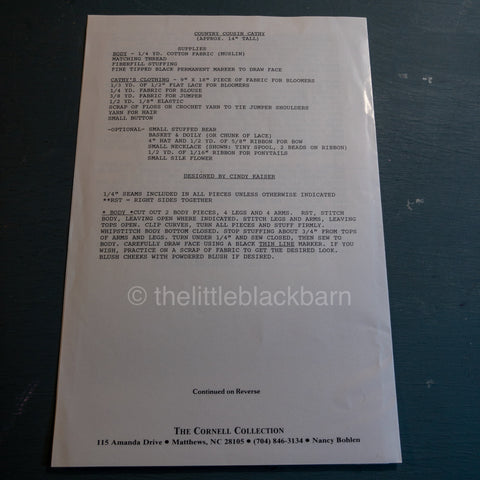 COUNTRY COUSIN CATHY
(APPROX. 14" TALL)
SUPPLIES
BODY - 1/4 YD. COTTON FABRIC (MUSLIN)
MATCHING THREAD
FIBERFILL STUFFING
FINE TIPPED BLACK PERMANENT MARKER TO DRAW FACE
CATHY'S CLOTHING - 9" X 18" PIECE OF FABRIC FOR BLOOMERS
1/3 YD. OF 1/2" FLAT LACE FOR BLOOMERS
1/4 YD. FABRIC FOR BLOUSE
3/8 YD. FABRIC FOR JUMPER
1/2 YD. 1/8" ELASTIC
SCRAP OF FLOSS OR CROCHET YARN TO TIE JUMPER SHOULDERS
YARN FOR HAIR
SMALL BUTTON
-OPTIONAL- SMALL STUFFED BEAR
BASKET & DOILY (OR CHUNK OF LACE)
4" HAT AND 1/2 YD. OF 5/8" RIBBON FOR BOW
SMALL NECKLACE (SHOWN: TINY SPOOL, 2 BEADS ON RIBBON)
1/2 YD. OF 1/16" RIBBON FOR PONYTAILS
SMALL SILK FLOWER
DESIGNED BY CINDY KAISER
1/4" SEAMS INCLUDED IN ALL PIECES UNLESS OTHERWISE INDICATED
**RST = RIGHT SIDES TOGETHER
* BODY *CUT OUT 2 BODY PIECES, 4 LEGS AND 4 ARMS. RST, STITCH
BODY, LEAVING OPEN WHERE INDICATED. STITCH LEGS AND ARMS, LEAVING
TOPS OPEN. CLIP CURVES, TURN ALL PIECES AND STUFF FIRMLY.
WHIPSTITCH BODY BOTTOM CLOSED. STOP STUFFING ABOUT 3/4" FROM TOPS
OF ARMS AND LEGS. TURN UNDER 1/4" AND SEW CLOSED, THEN SEW TO
BODY. CAREFULLY DRAW FACE USING A BLACK THIN LINE MARKER. IF YOU
WISH, PRACTICE ON A SCRAP OF FABRIC TO GET THE DESIRED LOOK.
BLUSH CHEEKS WITH POWDERED BLUSH IF DESIRED.
© thelittleblackbarn
Continued on Reverse
THE CORNELL COLLECTION
115 Amanda Drive ● Matthews, NC 28105 ● (704) 846-3134 ● Nancy Bohlen